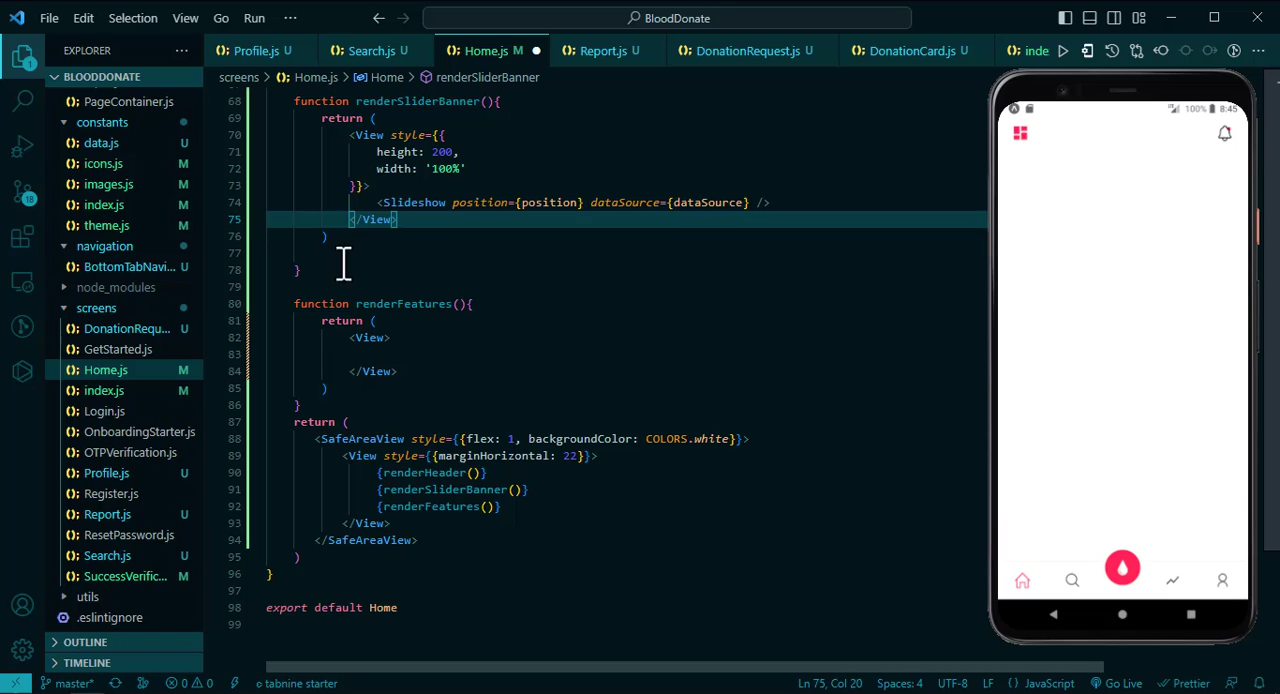 File Edit Selection View Go Run ··· BloodDonate
EXPLORER ···
Profile.js U Search.js U Home.js M Report.js U DonationRequest.js U DonationCard.js U inde
BLOODDONATE
screens > Home.js > Home > renderSliderBanner
PageContainer.js
constants
data.js U
icons.js M
images.js M
index.js M
theme.js M
navigation
BottomTabNavi... U
node_modules
screens
DonationRequ... U
GetStarted.js
Home.js M
index.js M
Login.js
OnboardingStarter.js
OTPVerification.js
Profile.js U
Register.js
Report.js U
ResetPassword.js
Search.js U
SuccessVerific... M
utils
.eslintignore
OUTLINE
TIMELINE
68 function renderSliderBanner(){
69 return (
70 <View style={{
71 height: 200,
72 width: '100%'
73 }}>
74 <Slideshow position={position} dataSource={dataSource} />
75 </View>
76 )
77
78 }
79
80 function renderFeatures(){
81 return (
82 <View>
83
84 </View>
85 )
86 }
87 return (
88 <SafeAreaView style={{flex: 1, backgroundColor: COLORS.white}}>
89 <View style={{marginHorizontal: 22}}>
90 {renderHeader()}
91 {renderSliderBanner()}
92 {renderFeatures()}
93 </View>
94 </SafeAreaView>
95 )
96 }
97
98 export default Home
99
100% 8:45
master* 0 0 tabnine starter Ln 75, Col 20 Spaces: 4 UTF-8 LF JavaScript Go Live Prettier